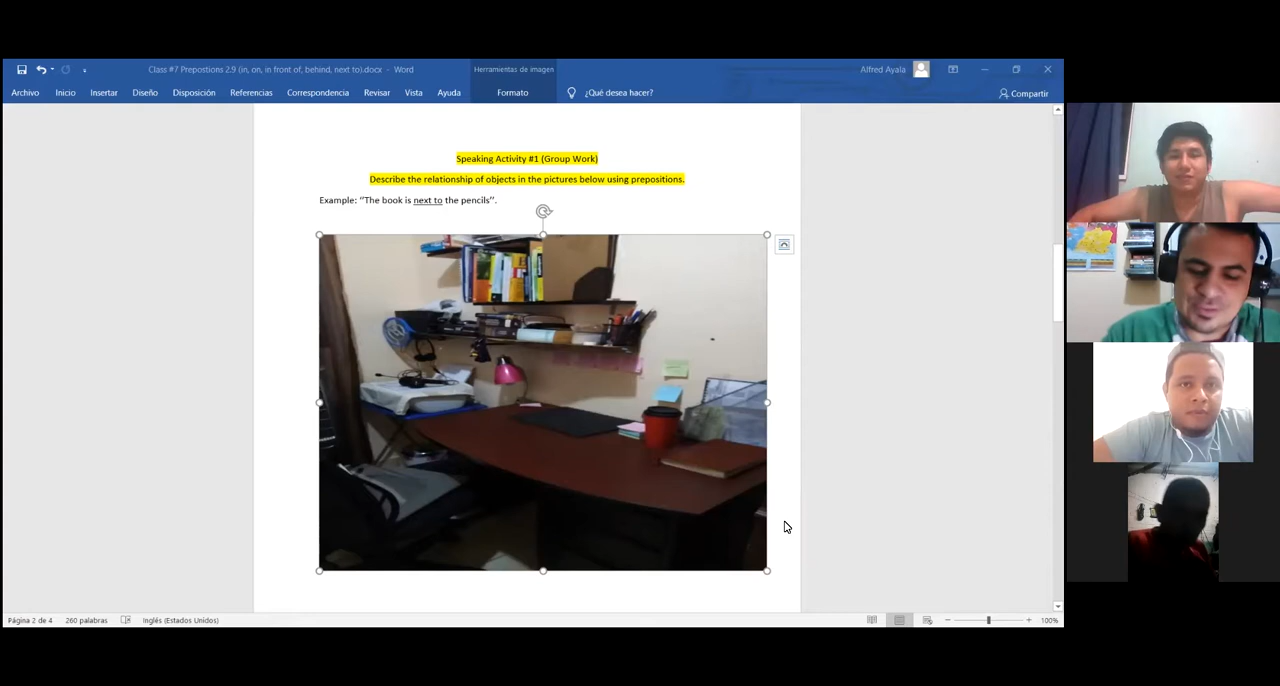 Class #7 Prepostions 2.9 (in, on, in front of, behind, next to).docx - Word
Herramientas de imagen
Alfred Ayala
Archivo Inicio Insertar Diseño Disposición Referencias Correspondencia Revisar Vista Ayuda Formato ¿Qué desea hacer? Compartir
Speaking Activity #1 (Group Work)
Describe the relationship of objects in the pictures below using prepositions.
Example: “The book is next to the pencils”.
Página 2 de 4 260 palabras Inglés (Estados Unidos) 100%